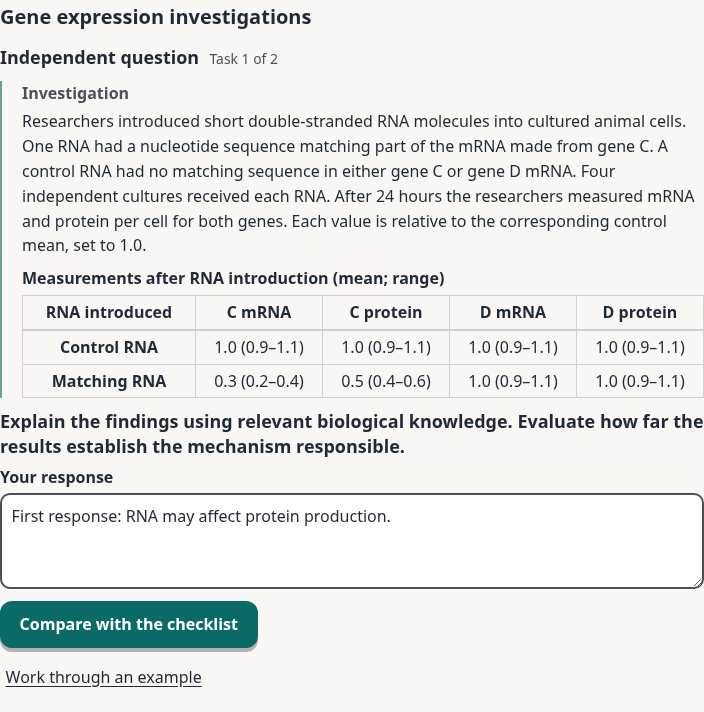 Gene expression investigations
Independent question Task 1 of 2
Investigation
Researchers introduced short double-stranded RNA molecules into cultured animal cells.
One RNA had a nucleotide sequence matching part of the mRNA made from gene C. A
control RNA had no matching sequence in either gene C or gene D mRNA. Four
independent cultures received each RNA. After 24 hours the researchers measured mRNA
and protein per cell for both genes. Each value is relative to the corresponding control
mean, set to 1.0.
Measurements after RNA introduction (mean; range)
RNA introduced C mRNA C protein D mRNA D protein
Control RNA 1.0 (0.9–1.1) 1.0 (0.9–1.1) 1.0 (0.9–1.1) 1.0 (0.9–1.1)
Matching RNA 0.3 (0.2–0.4) 0.5 (0.4–0.6) 1.0 (0.9–1.1) 1.0 (0.9–1.1)
Explain the findings using relevant biological knowledge. Evaluate how far the
results establish the mechanism responsible.
Your response
First response: RNA may affect protein production.
Compare with the checklist
Work through an example